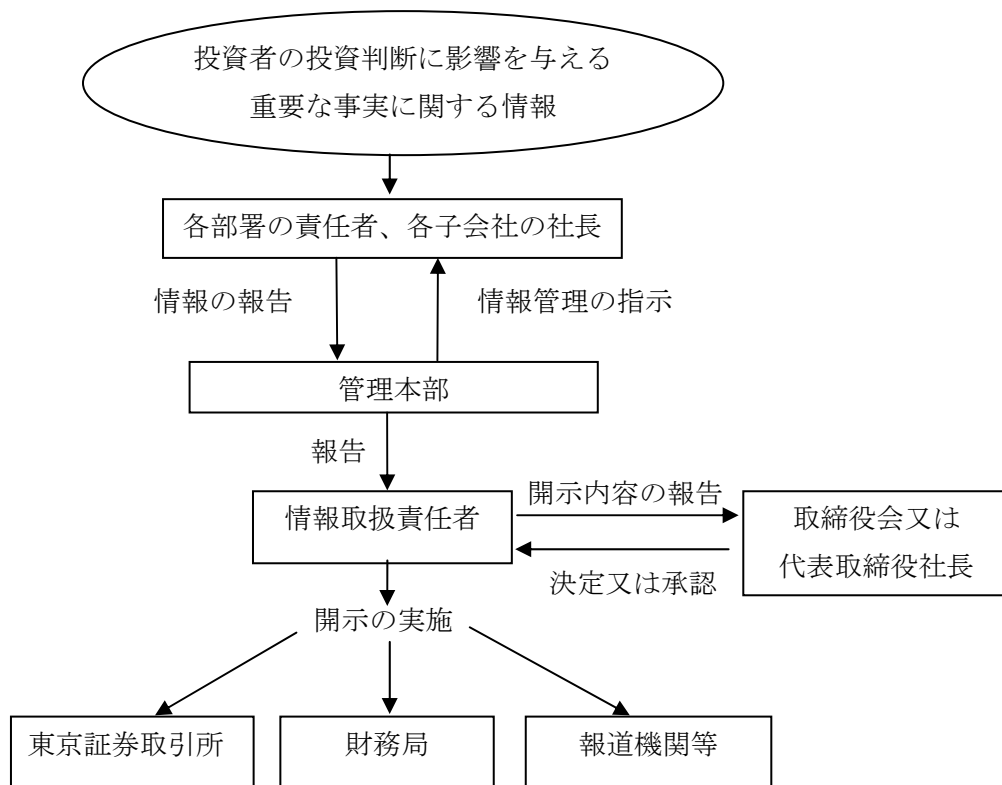 投資者の投資判断に影響を与える
重要な事実に関する情報
各部署の責任者、各子会社の社長
情報の報告
情報管理の指示
管理本部
報告
情報取扱責任者
開示内容の報告
取締役会又は
代表取締役社長
決定又は承認
開示の実施
東京証券取引所
財務局
報道機関等